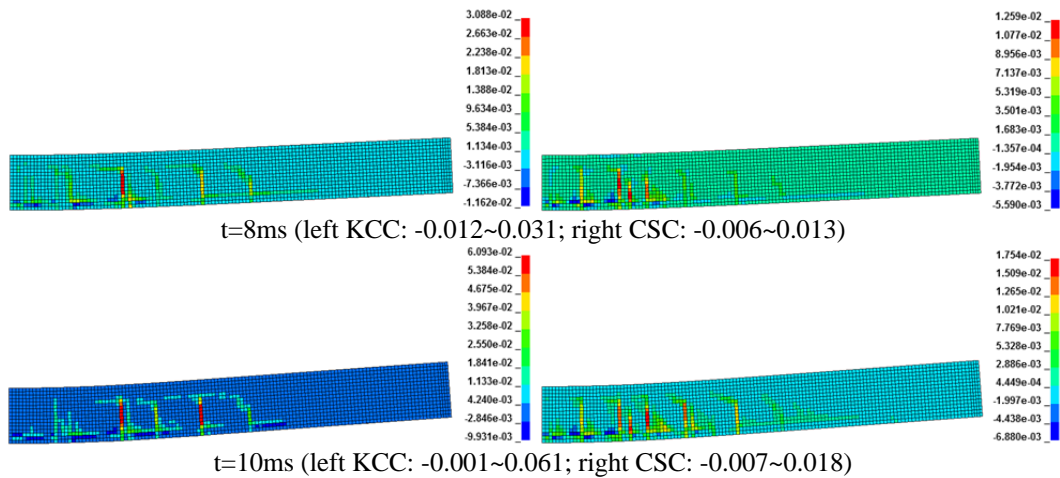 3.088e-02
2.663e-02
2.238e-02
1.813e-02
1.388e-02
9.634e-03
5.384e-03
1.134e-03
-3.116e-03
-7.366e-03
-1.162e-02
1.259e-02
1.077e-02
8.956e-03
7.137e-03
5.319e-03
3.501e-03
1.683e-03
-1.357e-04
-1.954e-03
-3.772e-03
-5.590e-03
t=8ms (left KCC: -0.012~0.031; right CSC: -0.006~0.013)
6.093e-02
5.384e-02
4.675e-02
3.967e-02
3.258e-02
2.550e-02
1.841e-02
1.133e-02
4.240e-03
-2.846e-03
-9.931e-03
1.754e-02
1.509e-02
1.265e-02
1.021e-02
7.769e-03
5.328e-03
2.886e-03
4.449e-04
-1.997e-03
-4.438e-03
-6.880e-03
t=10ms (left KCC: -0.001~0.061; right CSC: -0.007~0.018)